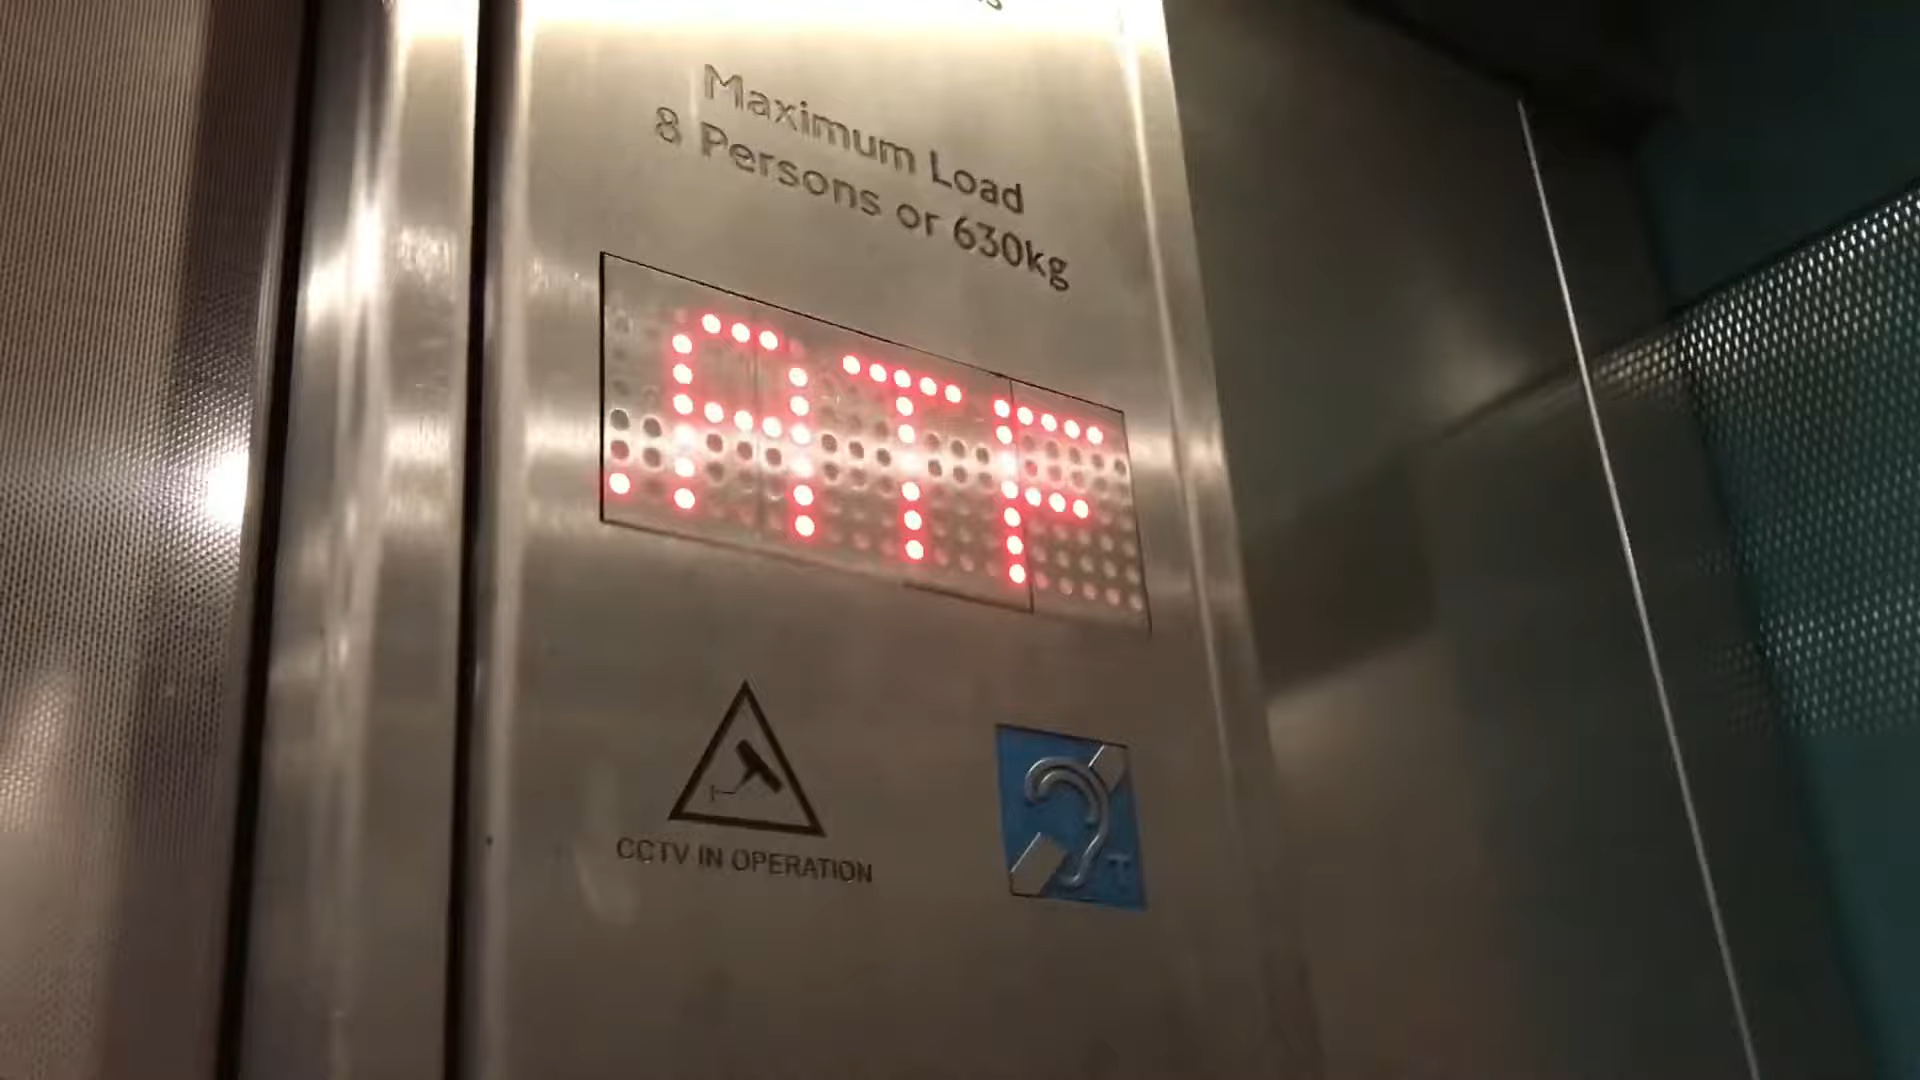 Maximum Load
8 Persons or 630kg
.ATF
CCTV IN OPERATION
T